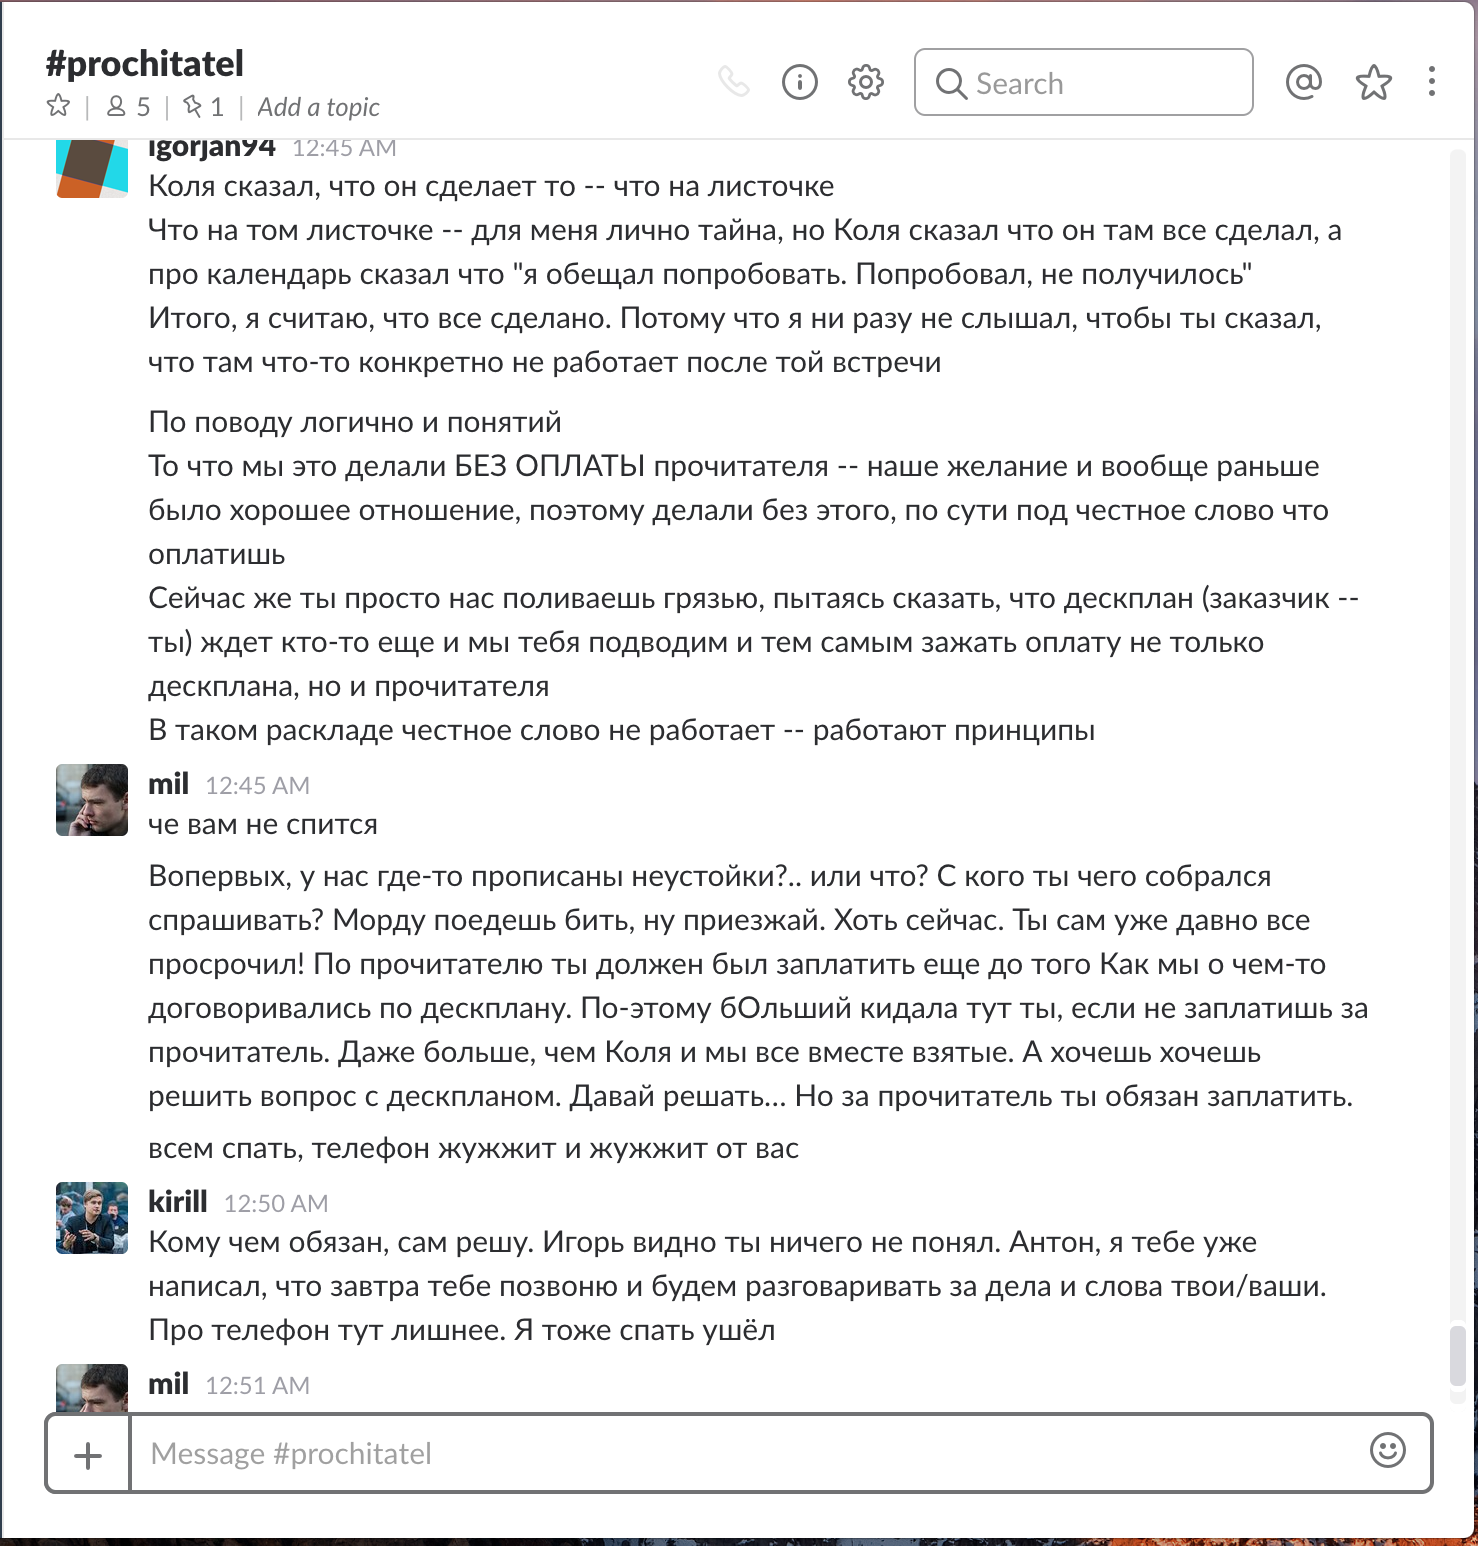 #prochitatel
5 | 1 | Add a topic
Search
igorjan94 12:45 AM
Коля сказал, что он сделает то -- что на листочке
Что на том листочке -- для меня лично тайна, но Коля сказал что он там все сделал, а
про календарь сказал что "я обещал попробовать. Попробовал, не получилось"
Итого, я считаю, что все сделано. Потому что я ни разу не слышал, чтобы ты сказал,
что там что-то конкретно не работает после той встречи
По поводу логично и понятий
То что мы это делали БЕЗ ОПЛАТЫ прочитателя -- наше желание и вообще раньше
было хорошее отношение, поэтому делали без этого, по сути под честное слово что
оплатишь
Сейчас же ты просто нас поливаешь грязью, пытаясь сказать, что дескплан (заказчик --
ты) ждет кто-то еще и мы тебя подводим и тем самым зажать оплату не только
дескплана, но и прочитателя
В таком раскладе честное слово не работает -- работают принципы
mil 12:45 AM
че вам не спится
Вопервых, у нас где-то прописаны неустойки?.. или что? С кого ты чего собрался
спрашивать? Морду поедешь бить, ну приезжай. Хоть сейчас. Ты сам уже давно все
просрочил! По прочитателю ты должен был заплатить еще до того Как мы о чем-то
договаривались по дескплану. По-этому бОльший кидала тут ты, если не заплатишь за
прочитатель. Даже больше, чем Коля и мы все вместе взятые. А хочешь хочешь
решить вопрос с дескпланом. Давай решать... Но за прочитатель ты обязан заплатить.
всем спать, телефон жужжит и жужжит от вас
kirill 12:50 AM
Кому чем обязан, сам решу. Игорь видно ты ничего не понял. Антон, я тебе уже
написал, что завтра тебе позвоню и будем разговаривать за дела и слова твои/ваши.
Про телефон тут лишнее. Я тоже спать ушёл
mil 12:51 AM
Message #prochitatel